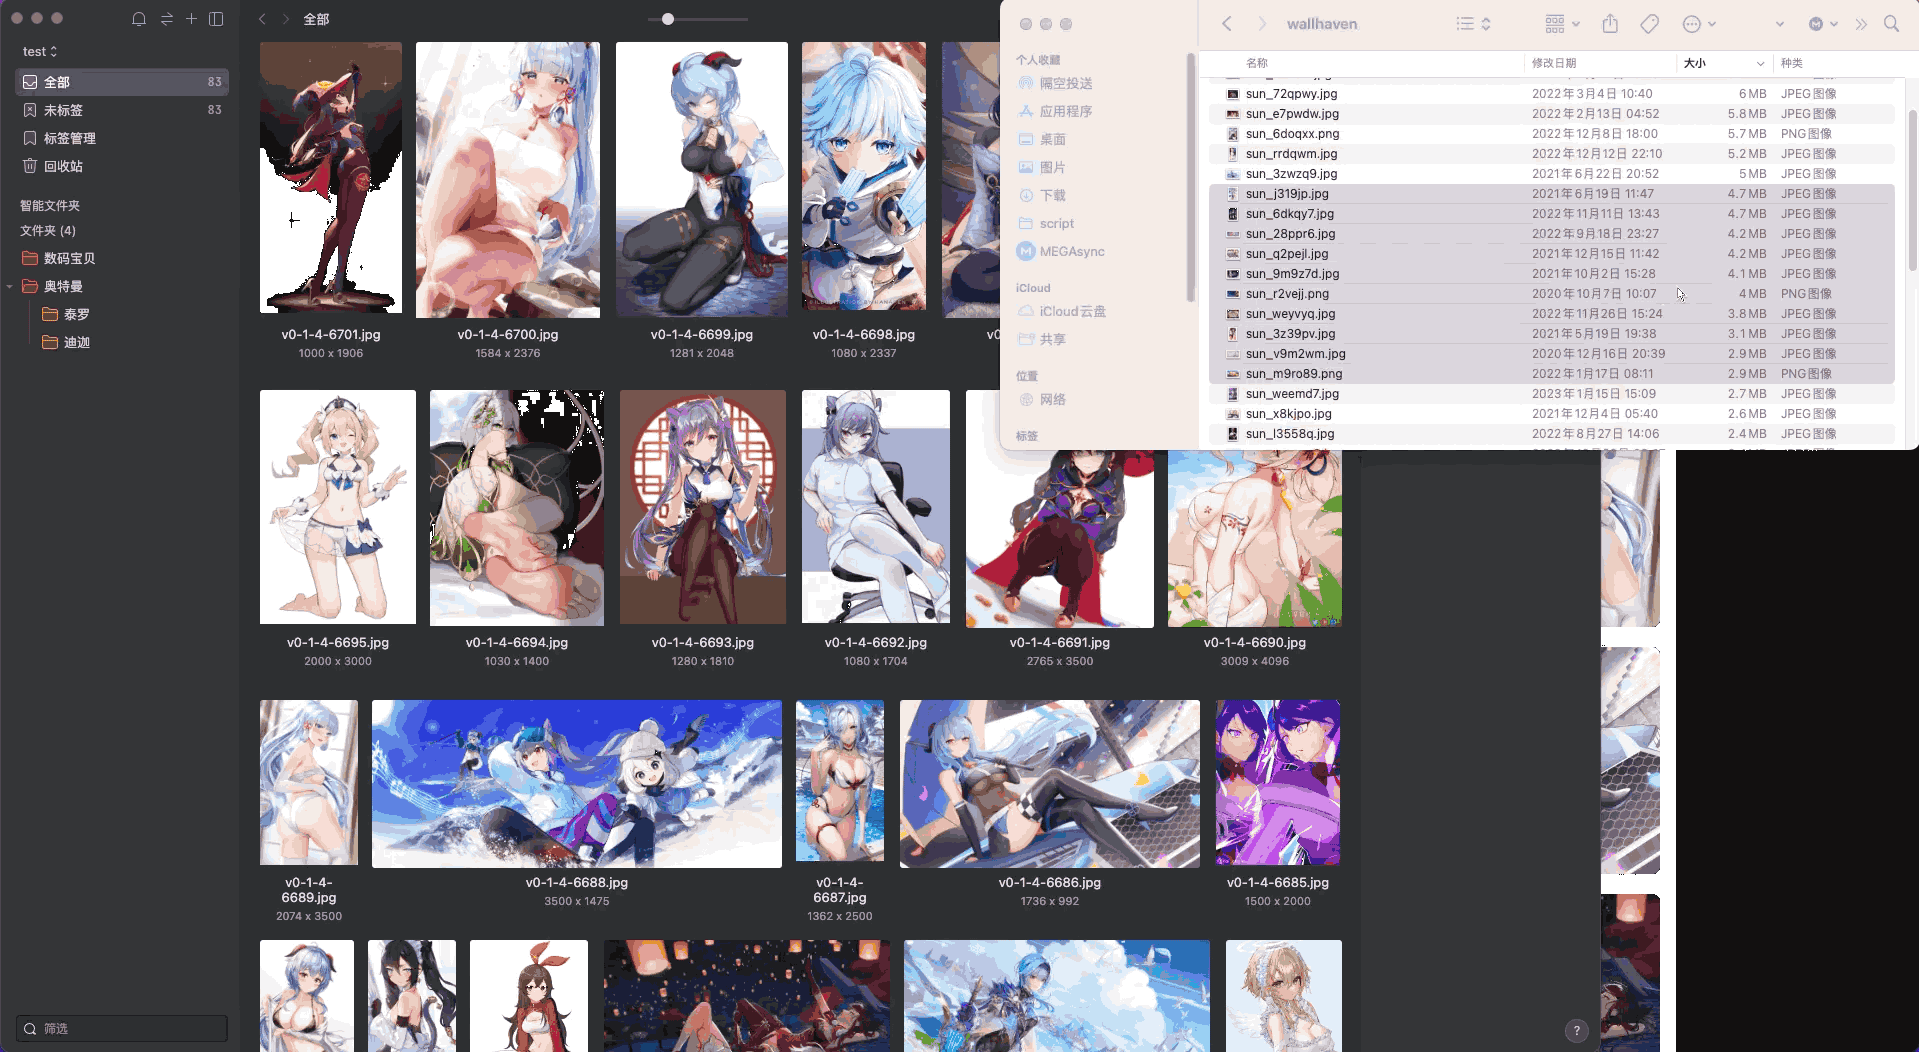 test
全部 83
未标签 83
标签管理
回收站
智能文件夹
文件夹 (4)
数码宝贝
奥特曼
泰罗
迪迦
筛选
全部
v0-1-4-6701.jpg
1000 x 1906
v0-1-4-6700.jpg
1584 x 2376
v0-1-4-6699.jpg
1281 x 2048
v0-1-4-6698.jpg
1080 x 2337
v0-1-4-6695.jpg
2000 x 3000
v0-1-4-6694.jpg
1030 x 1400
v0-1-4-6693.jpg
1280 x 1810
v0-1-4-6692.jpg
1080 x 1704
v0-1-4-6691.jpg
2765 x 3500
v0-1-4-6690.jpg
3009 x 4096
v0-1-4-
6689.jpg
2074 x 3500
v0-1-4-6688.jpg
3500 x 1475
v0-1-4-
6687.jpg
1362 x 2500
v0-1-4-6686.jpg
1736 x 992
v0-1-4-6685.jpg
1500 x 2000
?
wallhaven
个人收藏
隔空投送
应用程序
桌面
图片
下载
script
MEGAsync
iCloud
iCloud云盘
共享
位置
网络
标签
名称 修改日期 大小 种类
sun_72qpwy.jpg 2022年3月4日 10:40 6 MB JPEG图像
sun_e7pwdw.jpg 2022年2月13日 04:52 5.8 MB JPEG图像
sun_6doqxx.png 2022年12月8日 18:00 5.7 MB PNG图像
sun_rrdqwm.jpg 2022年12月12日 22:10 5.2 MB JPEG图像
sun_3zwzq9.jpg 2021年6月22日 20:52 5 MB JPEG图像
sun_j319jp.jpg 2021年6月19日 11:47 4.7 MB JPEG图像
sun_6dkqy7.jpg 2022年11月11日 13:43 4.7 MB JPEG图像
sun_28ppr6.jpg 2022年9月18日 23:27 4.2 MB JPEG图像
sun_q2pejl.jpg 2021年12月15日 11:42 4.2 MB JPEG图像
sun_9m9z7d.jpg 2021年10月2日 15:28 4.1 MB JPEG图像
sun_r2vejj.png 2020年10月7日 10:07 4 MB PNG图像
sun_weyvyq.jpg 2022年11月26日 15:24 3.8 MB JPEG图像
sun_3z39pv.jpg 2021年5月19日 19:38 3.1 MB JPEG图像
sun_v9m2wm.jpg 2020年12月16日 20:39 2.9 MB JPEG图像
sun_m9ro89.png 2022年1月17日 08:11 2.9 MB PNG图像
sun_weemd7.jpg 2023年1月15日 15:09 2.7 MB JPEG图像
sun_x8kjpo.jpg 2021年12月4日 05:40 2.6 MB JPEG图像
sun_l3558q.jpg 2022年8月27日 14:06 2.4 MB JPEG图像